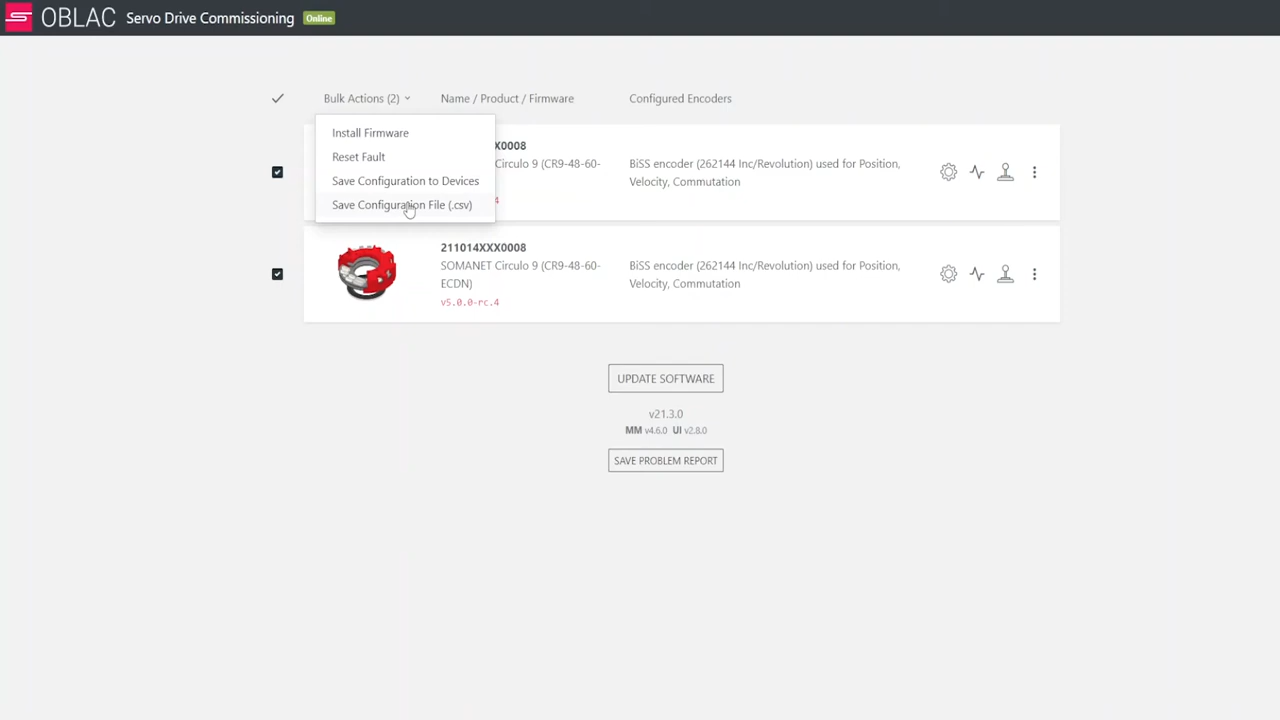 OBLAC Servo Drive Commissioning Online
Bulk Actions (2) Name / Product / Firmware Configured Encoders
Install Firmware
Reset Fault
Save Configuration to Devices
Save Configuration File (.csv)
X0008
Circulo 9 (CR9-48-60-
4
BiSS encoder (262144 Inc/Revolution) used for Position,
Velocity, Commutation
211014XXX0008
SOMANET Circulo 9 (CR9-48-60-
ECDN)
v5.0.0-rc.4
BiSS encoder (262144 Inc/Revolution) used for Position,
Velocity, Commutation
UPDATE SOFTWARE
v21.3.0
MM v4.6.0 UI v2.8.0
SAVE PROBLEM REPORT